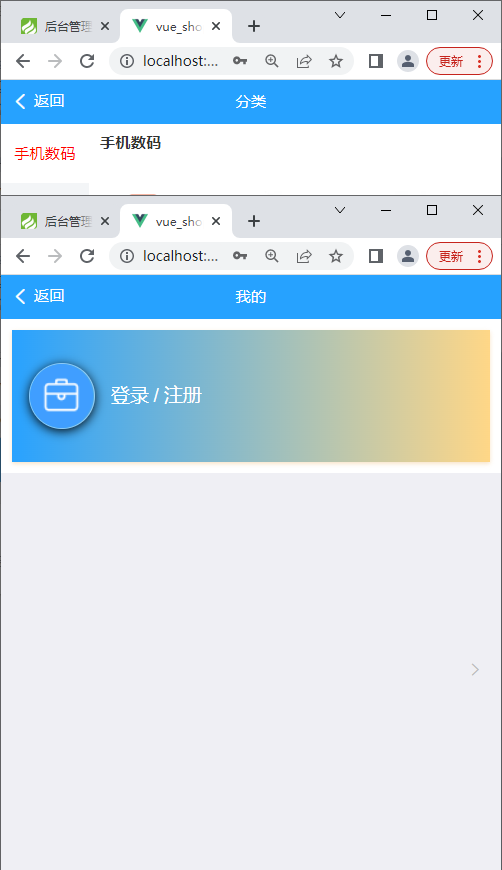 后台管理
vue_sho
localhost:...
更新
返回
分类
手机数码
手机数码
后台管理
vue_sho
localhost:...
更新
返回
我的
登录 / 注册